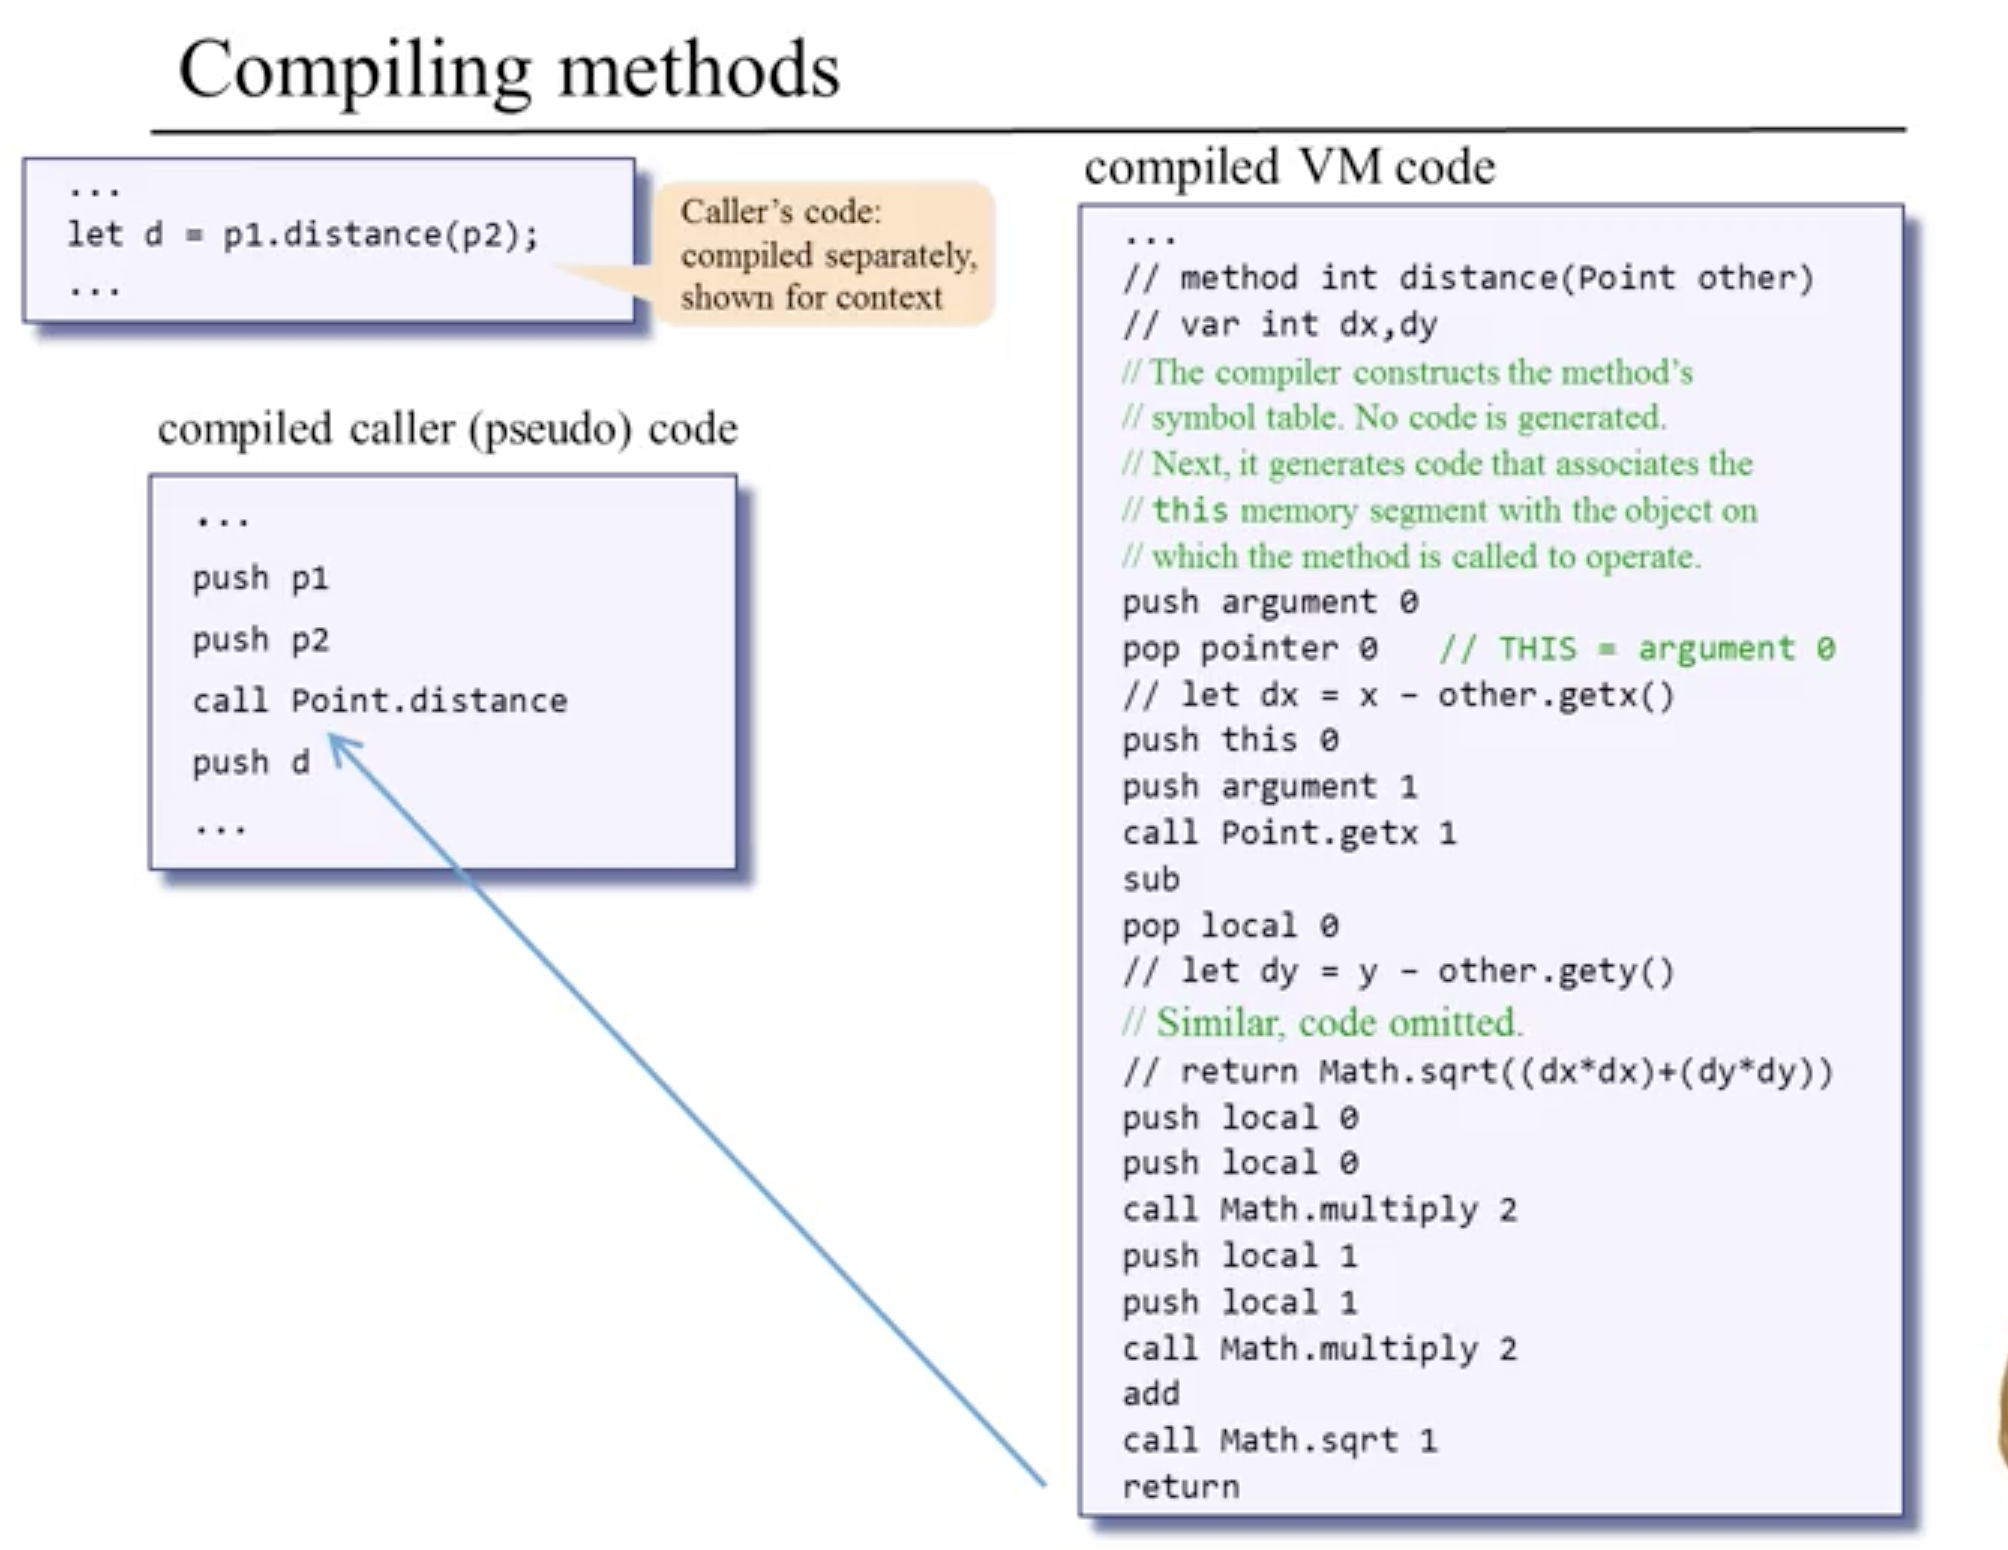 Compiling methods
...
let d = p1.distance(p2);
...
Caller's code:
compiled separately,
shown for context
compiled caller (pseudo) code
...
push p1
push p2
call Point.distance
push d
...
compiled VM code
...
// method int distance(Point other)
// var int dx,dy
// The compiler constructs the method's
// symbol table. No code is generated.
// Next, it generates code that associates the
// this memory segment with the object on
// which the method is called to operate.
push argument 0
pop pointer 0   // THIS = argument 0
// let dx = x – other.getx()
push this 0
push argument 1
call Point.getx 1
sub
pop local 0
// let dy = y – other.gety()
// Similar, code omitted.
// return Math.sqrt((dx*dx)+(dy*dy))
push local 0
push local 0
call Math.multiply 2
push local 1
push local 1
call Math.multiply 2
add
call Math.sqrt 1
return